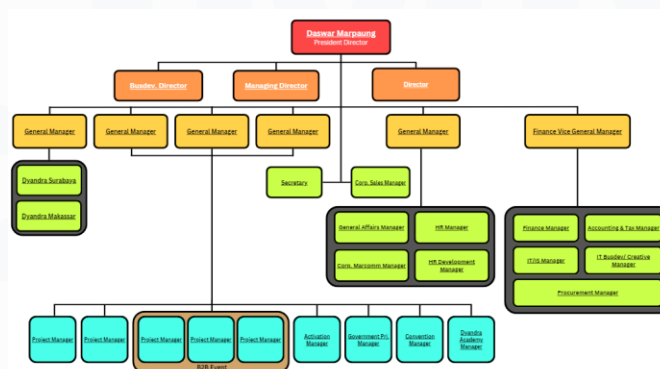 Daswar Marpaung
President Director
Busdev. Director
Managing Director
Director
General Manager
General Manager
General Manager
General Manager
General Manager
Finance Vice General Manager
Dyandra Surabaya
Dyandra Makassar
Secretary
Corp. Sales Manager
General Affairs Manager
HR Manager
Corp. Marcomm Manager
HR Development
Manager
Finance Manager
Accounting & Tax Manager
IT/IS Manager
IT Busdev/ Creative
Manager
Procurement Manager
Project Manager
Project Manager
Project Manager
Project Manager
Project Manager
Activation
Manager
Government Prj.
Manager
Convention
Manager
Dyandra
Academy
Manager
B2B Event